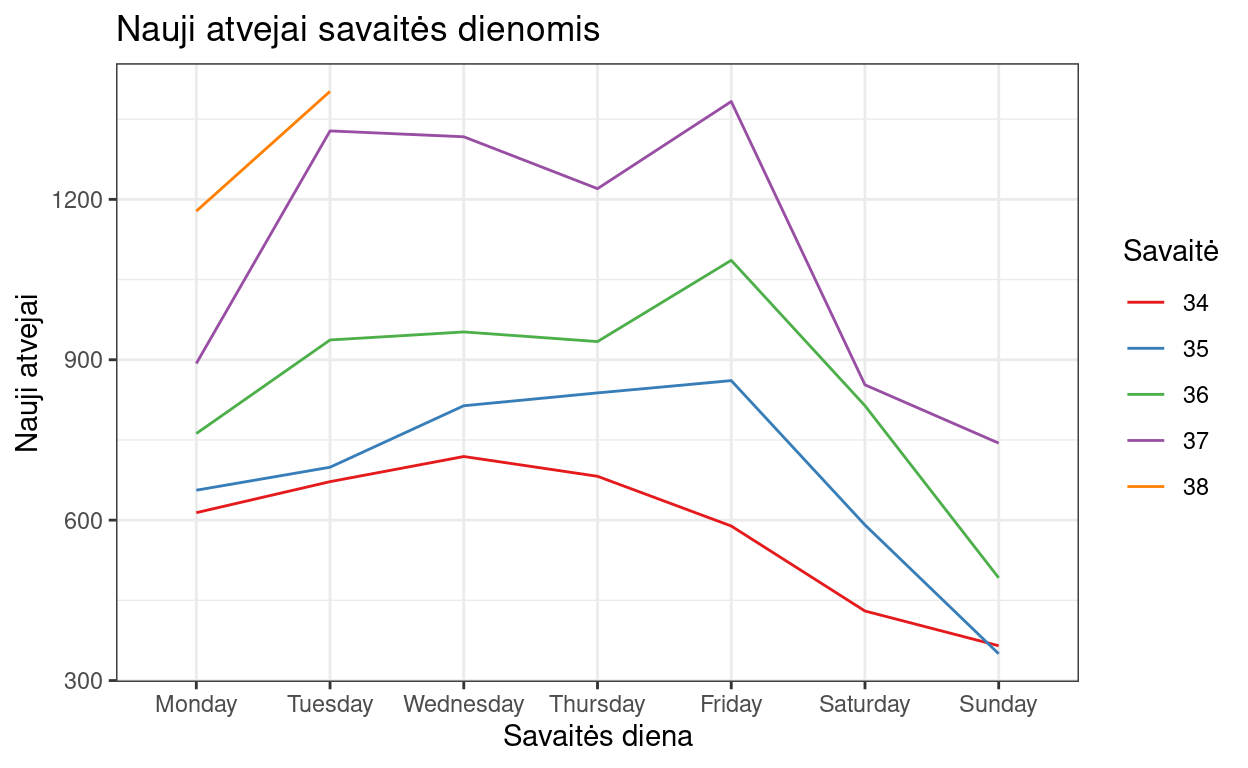 Nauji atvejai savaitės dienomis
Nauji atvejai
1200
900
600
300
Monday Tuesday Wednesday Thursday Friday Saturday Sunday
Savaitės diena
Savaitė
34
35
36
37
38